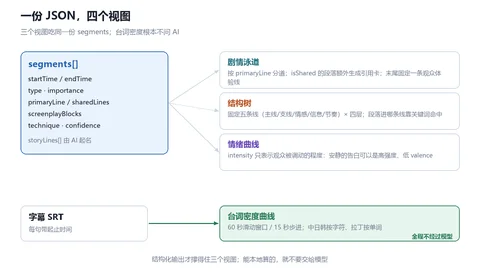 一份 JSON，四个视图
三个视图吃同一份 segments；台词密度根本不问 AI
segments[]
startTime / endTime
type · importance
primaryLine / sharedLines
screenplayBlocks
technique · confidence
storyLines[] 由 AI 起名
剧情泳道
按 primaryLine 分道；isShared 的段落额外生成引用卡；末尾固定一条观众体
验线
结构树
固定五条线（主线/支线/情感/信息/节奏）× 四层；段落进哪条线靠关键词命中
情绪曲线
intensity 只表示观众被调动的程度：安静的告白可以是高强度、低 valence
字幕 SRT
每句带起止时间
台词密度曲线
60 秒滑动窗口 / 15 秒步进；中日韩按字符、拉丁按单词
全程不经过模型
结构化输出才撑得住三个视图；能本地算的，就不要交给模型